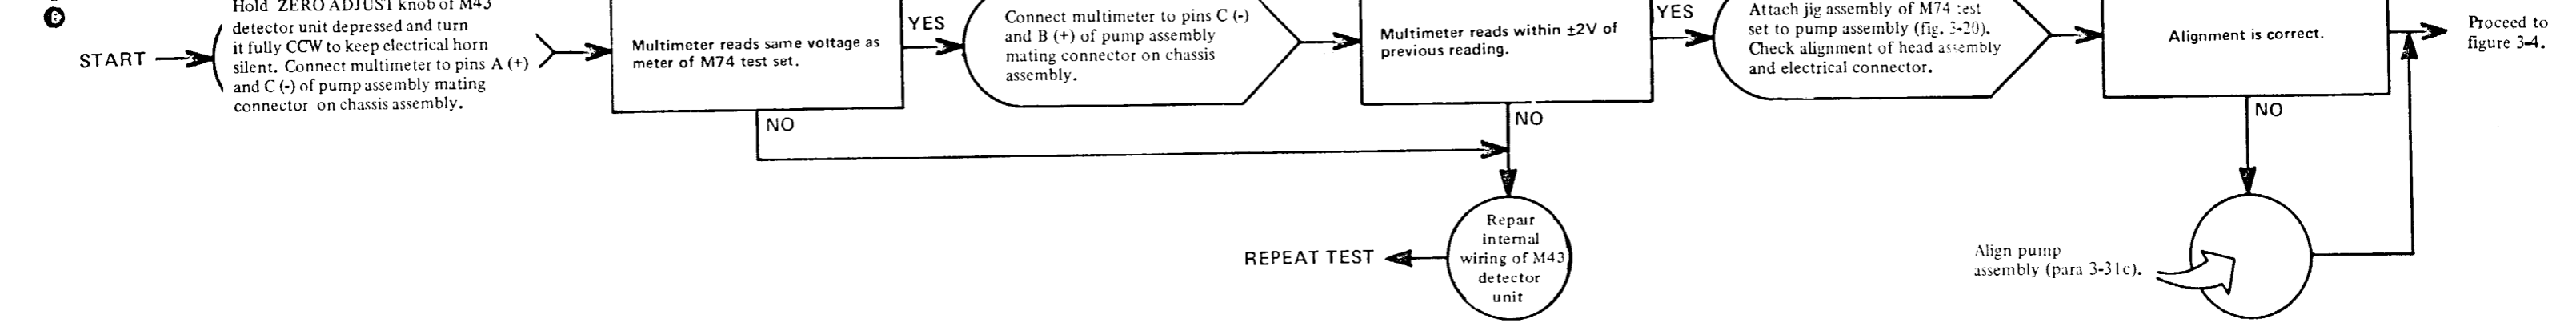 START
Hold ZERO ADJUST knob of M43
detector unit depressed and turn
it fully CCW to keep electrical horn
silent. Connect multimeter to pins A (+)
and C (-) of pump assembly mating
connector on chassis assembly.
Multimeter reads same voltage as
meter of M74 test set.
YES
NO
Connect multimeter to pins C (-)
and B (+) of pump assembly
mating connector on chassis
assembly.
Multimeter reads within ±2V of
previous reading.
YES
NO
Repair
internal
wiring of M43
detector
unit
REPEAT TEST
Attach jig assembly of M74 test
set to pump assembly (fig. 3-20).
Check alignment of head assembly
and electrical connector.
Alignment is correct.
NO
Align pump
assembly (para 3-31c).
Proceed to
figure 3-4.